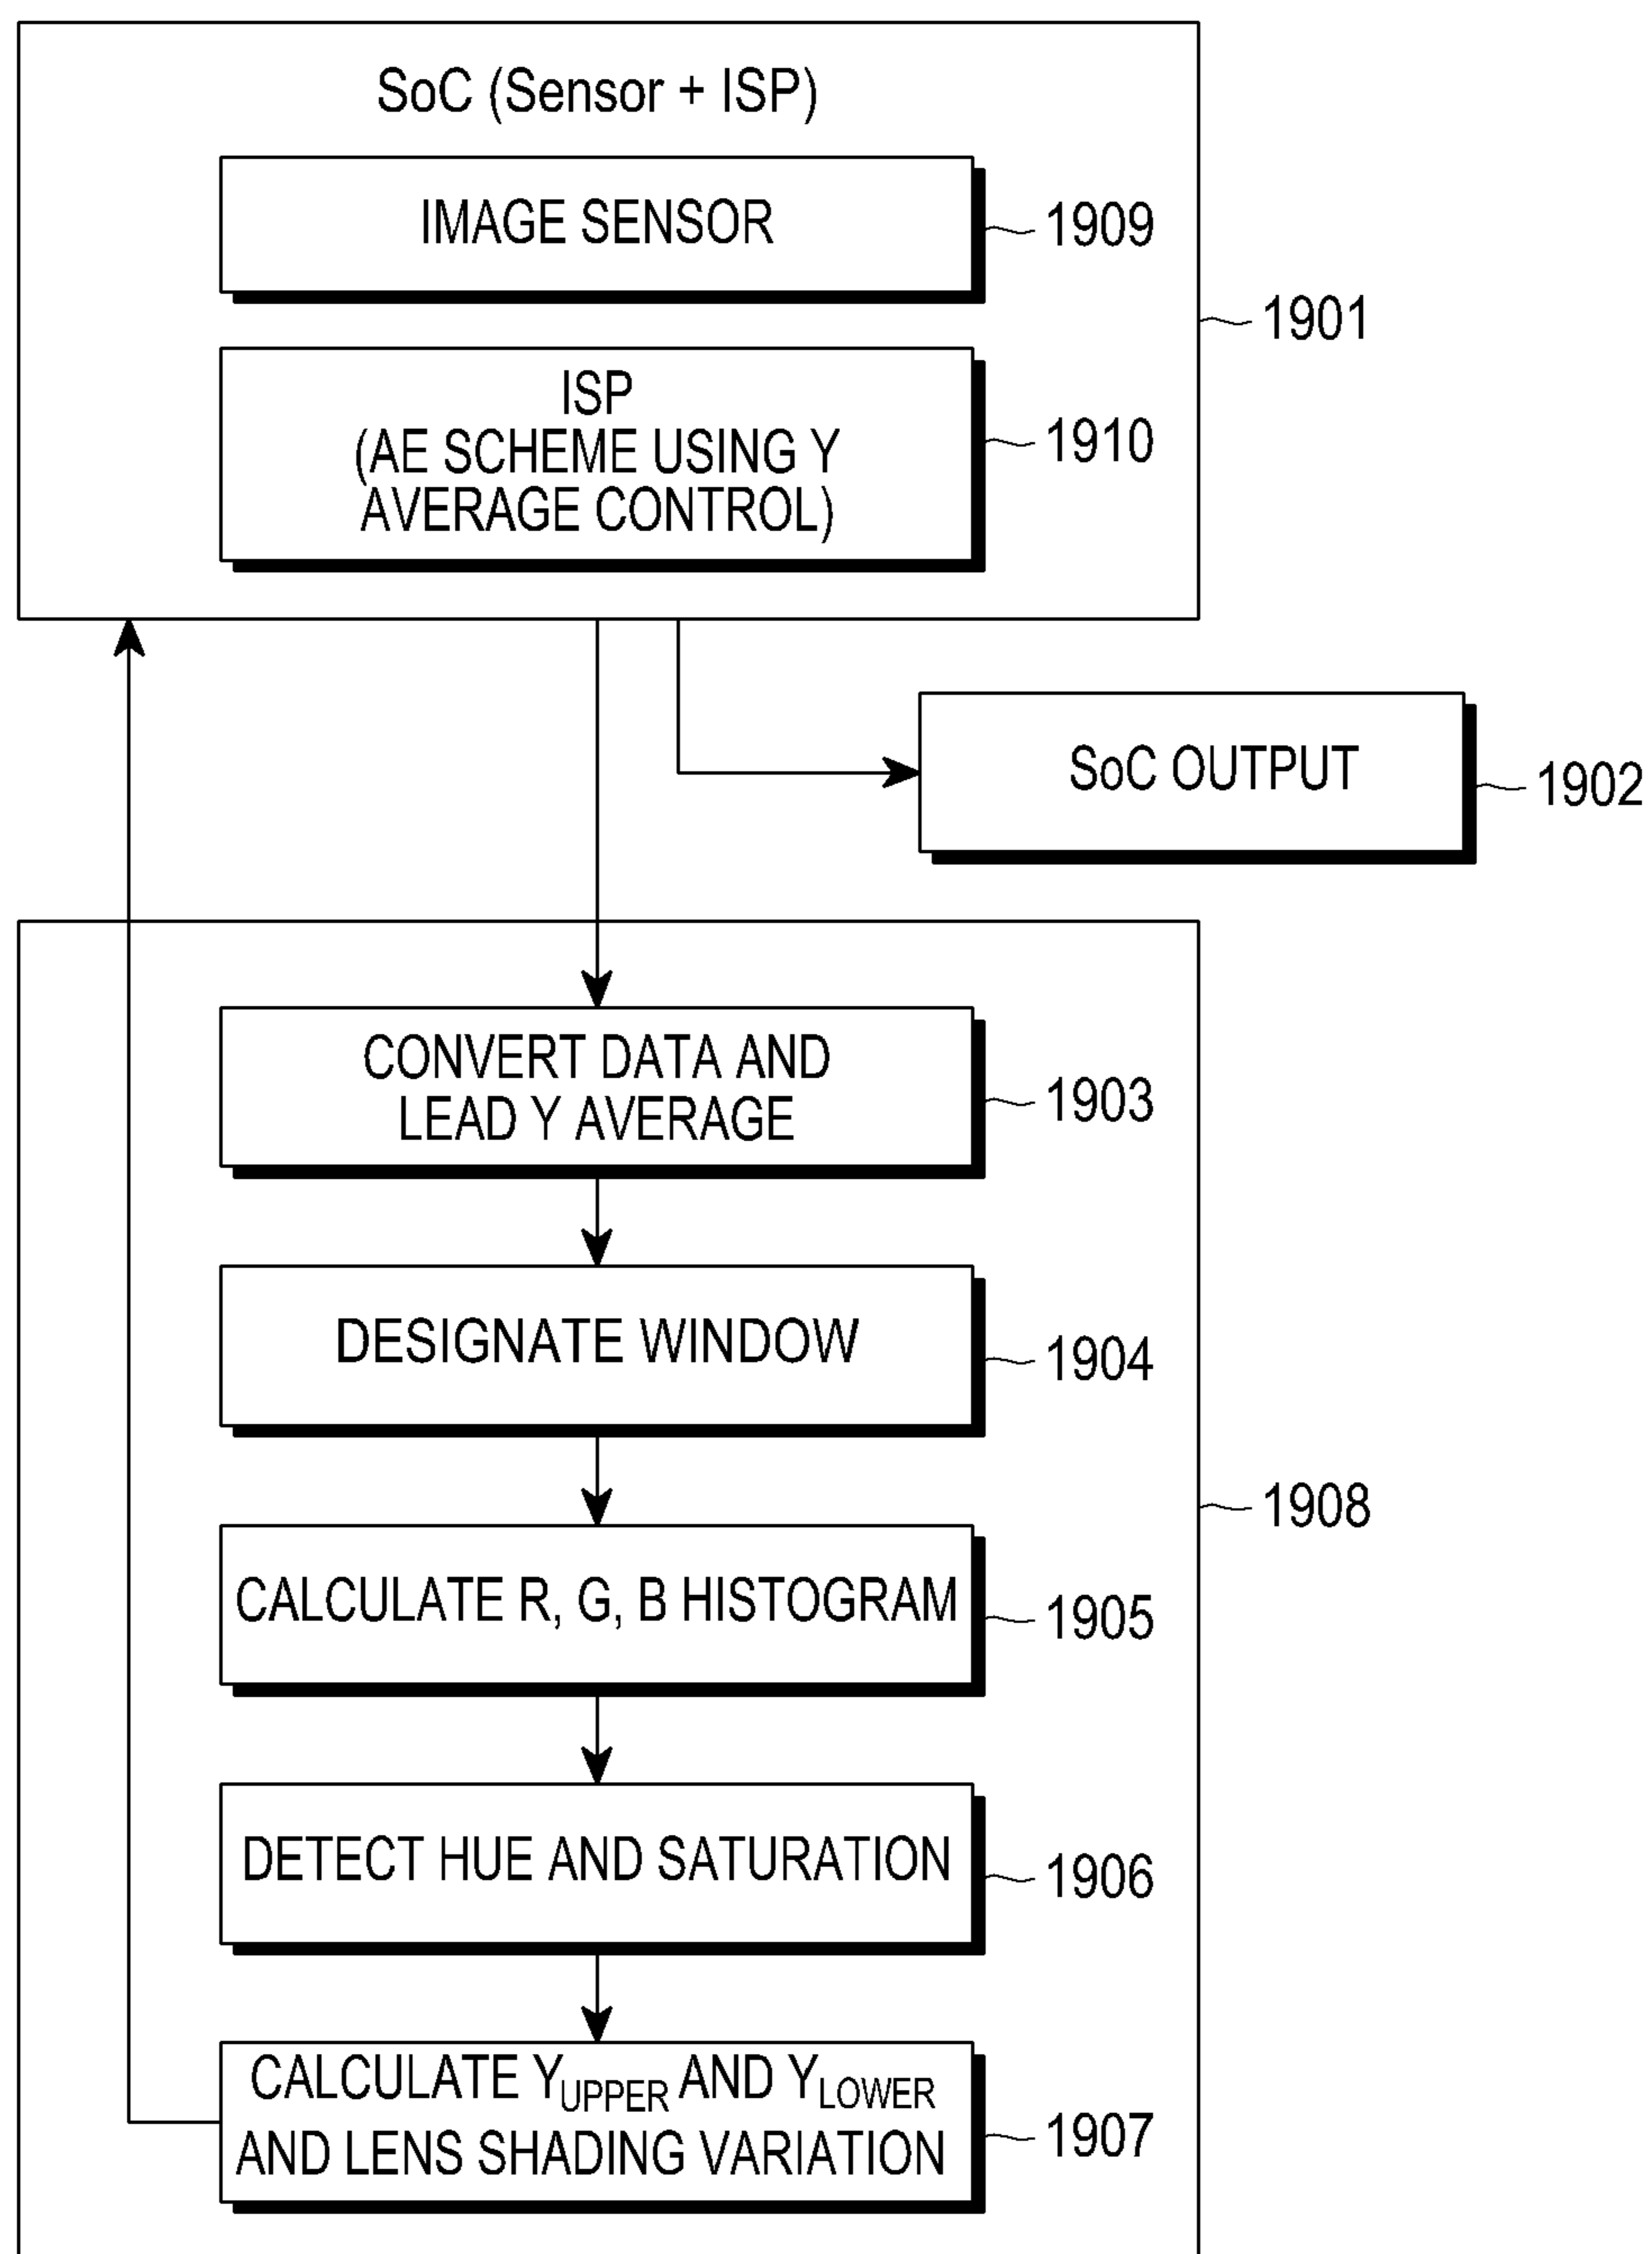 SoC (Sensor + ISP)
IMAGE SENSOR
1909
1901
ISP
(AE SCHEME USING Y
AVERAGE CONTROL)
1910
SoC OUTPUT
1902
CONVERT DATA AND
LEAD Y AVERAGE
1903
DESIGNATE WINDOW
1904
1908
CALCULATE R, G, B HISTOGRAM
1905
DETECT HUE AND SATURATION
1906
CALCULATE YUPPER AND YLOWER
AND LENS SHADING VARIATION
1907